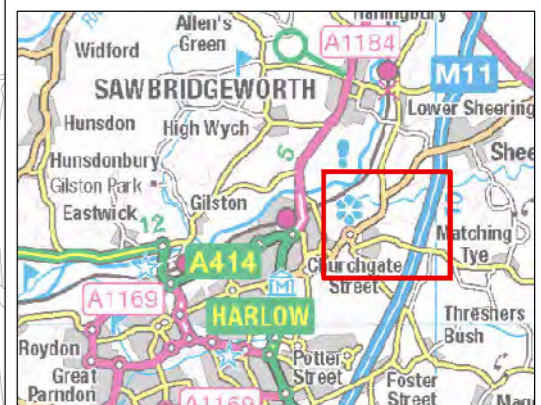 Allen's
Green
Widford
A1184
SAWBRIDGEWORTH
M11
Lower Sheering
Hunsdon
High Wych
Hunsdonbury
Gilston Park
Eastwick
Gilston
5
12
A414
Churchgate
Street
Matching
Tye
A1169
HARLOW
M
Threshers
Bush
Roydon
Great
Parndon
Potter
Street
Foster
Street
A1169